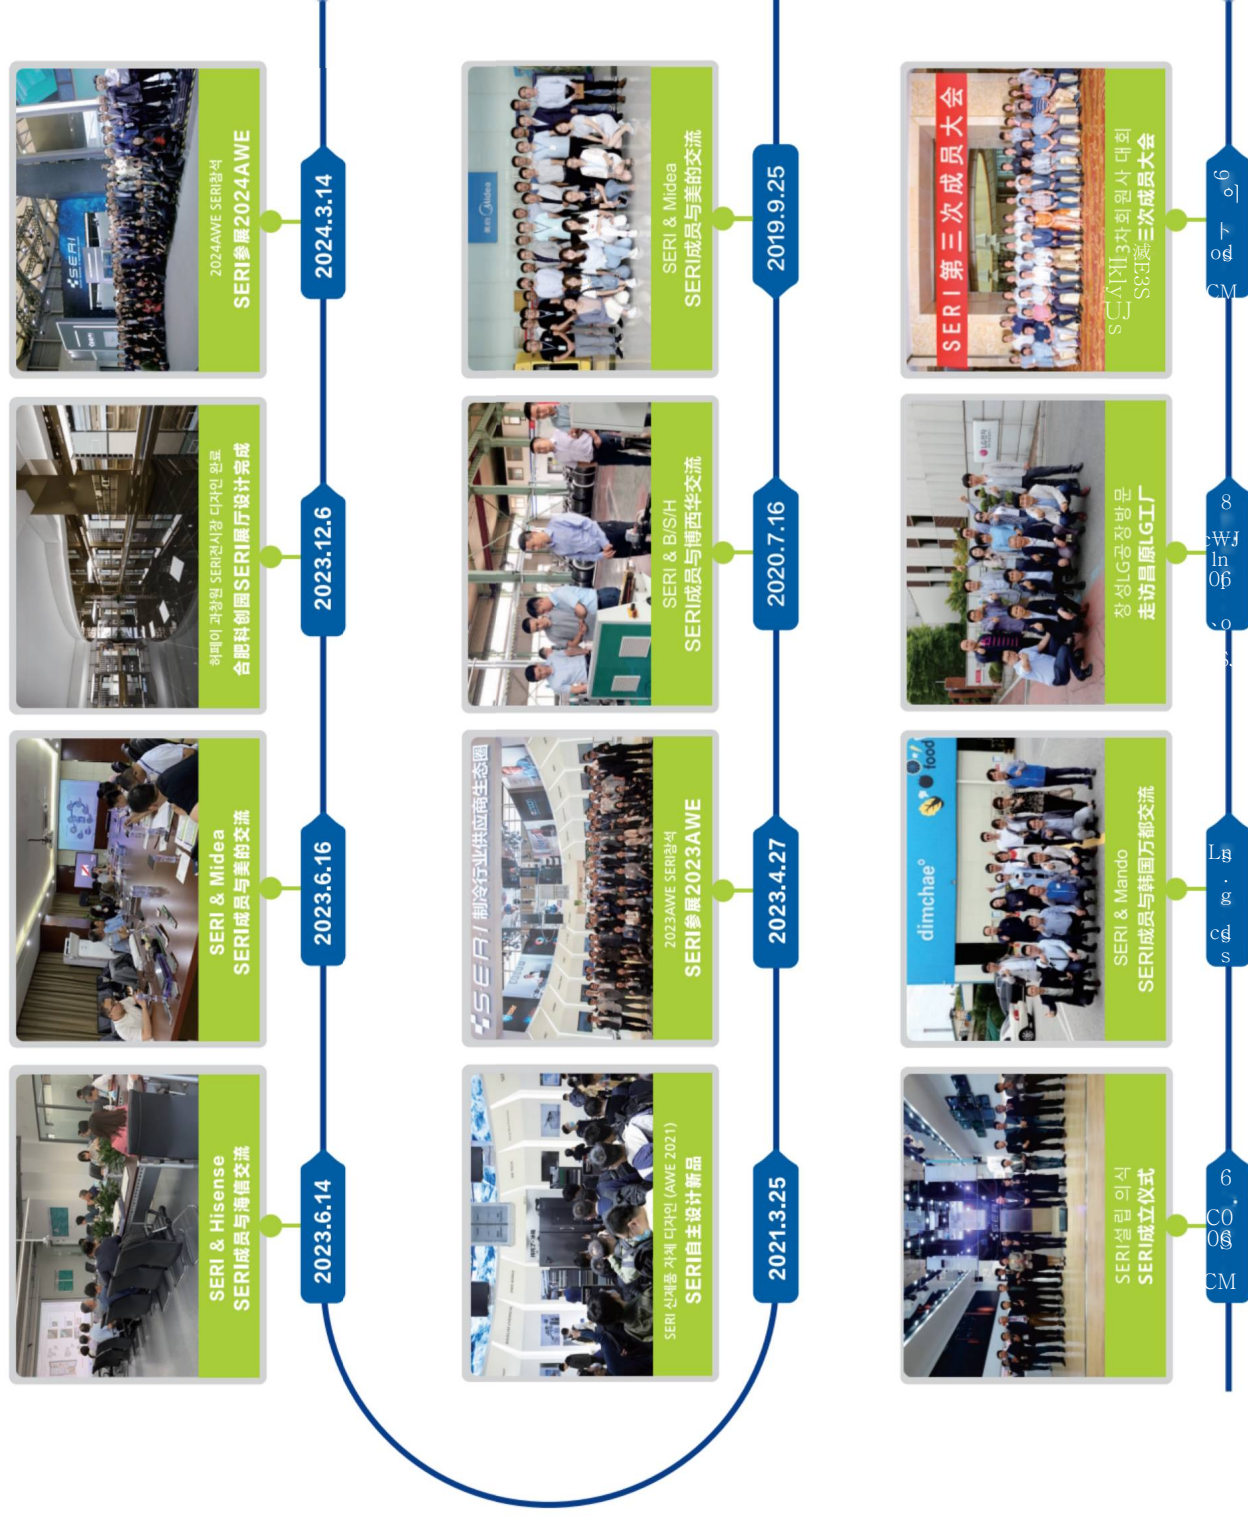 SERI & Hisense
SERI成员与海信交流
2023.6.14
SERI & Midea
SERI成员与美的交流
2023.6.16
허페이 과창원 SERI전시장 디자인 완료
合肥科创园SERI展厅设计完成
2023.12.6
SERI
2024AWE SERI참석
SERI参展2024AWE
2024.3.14
SERI 신제품 자체 디자인 (AWE 2021)
SERI自主设计新品
2021.3.25
SERI 制冷行业供应商生态圈
2023AWE SERI참석
SERI参展2023AWE
2023.4.27
SERI & B/S/H
SERI成员与博西华交流
2020.7.16
Midea
SERI & Midea
SERI成员与美的交流
2019.9.25
SERI설립 의식
SERI成立仪式
dimchae
food
SERI & Mando
SERI成员与韩国万都交流
창성LG공장방문
走访昌原LG工厂
SERI 第三次成员大会
3차회원사 대회
三次成员大会